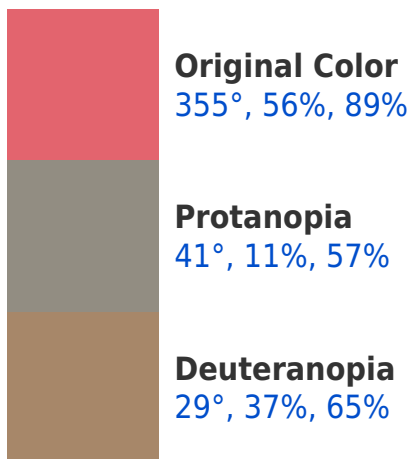 Original Color
355°, 56%, 89%
Protanopia
41°, 11%, 57%
Deuteranopia
29°, 37%, 65%